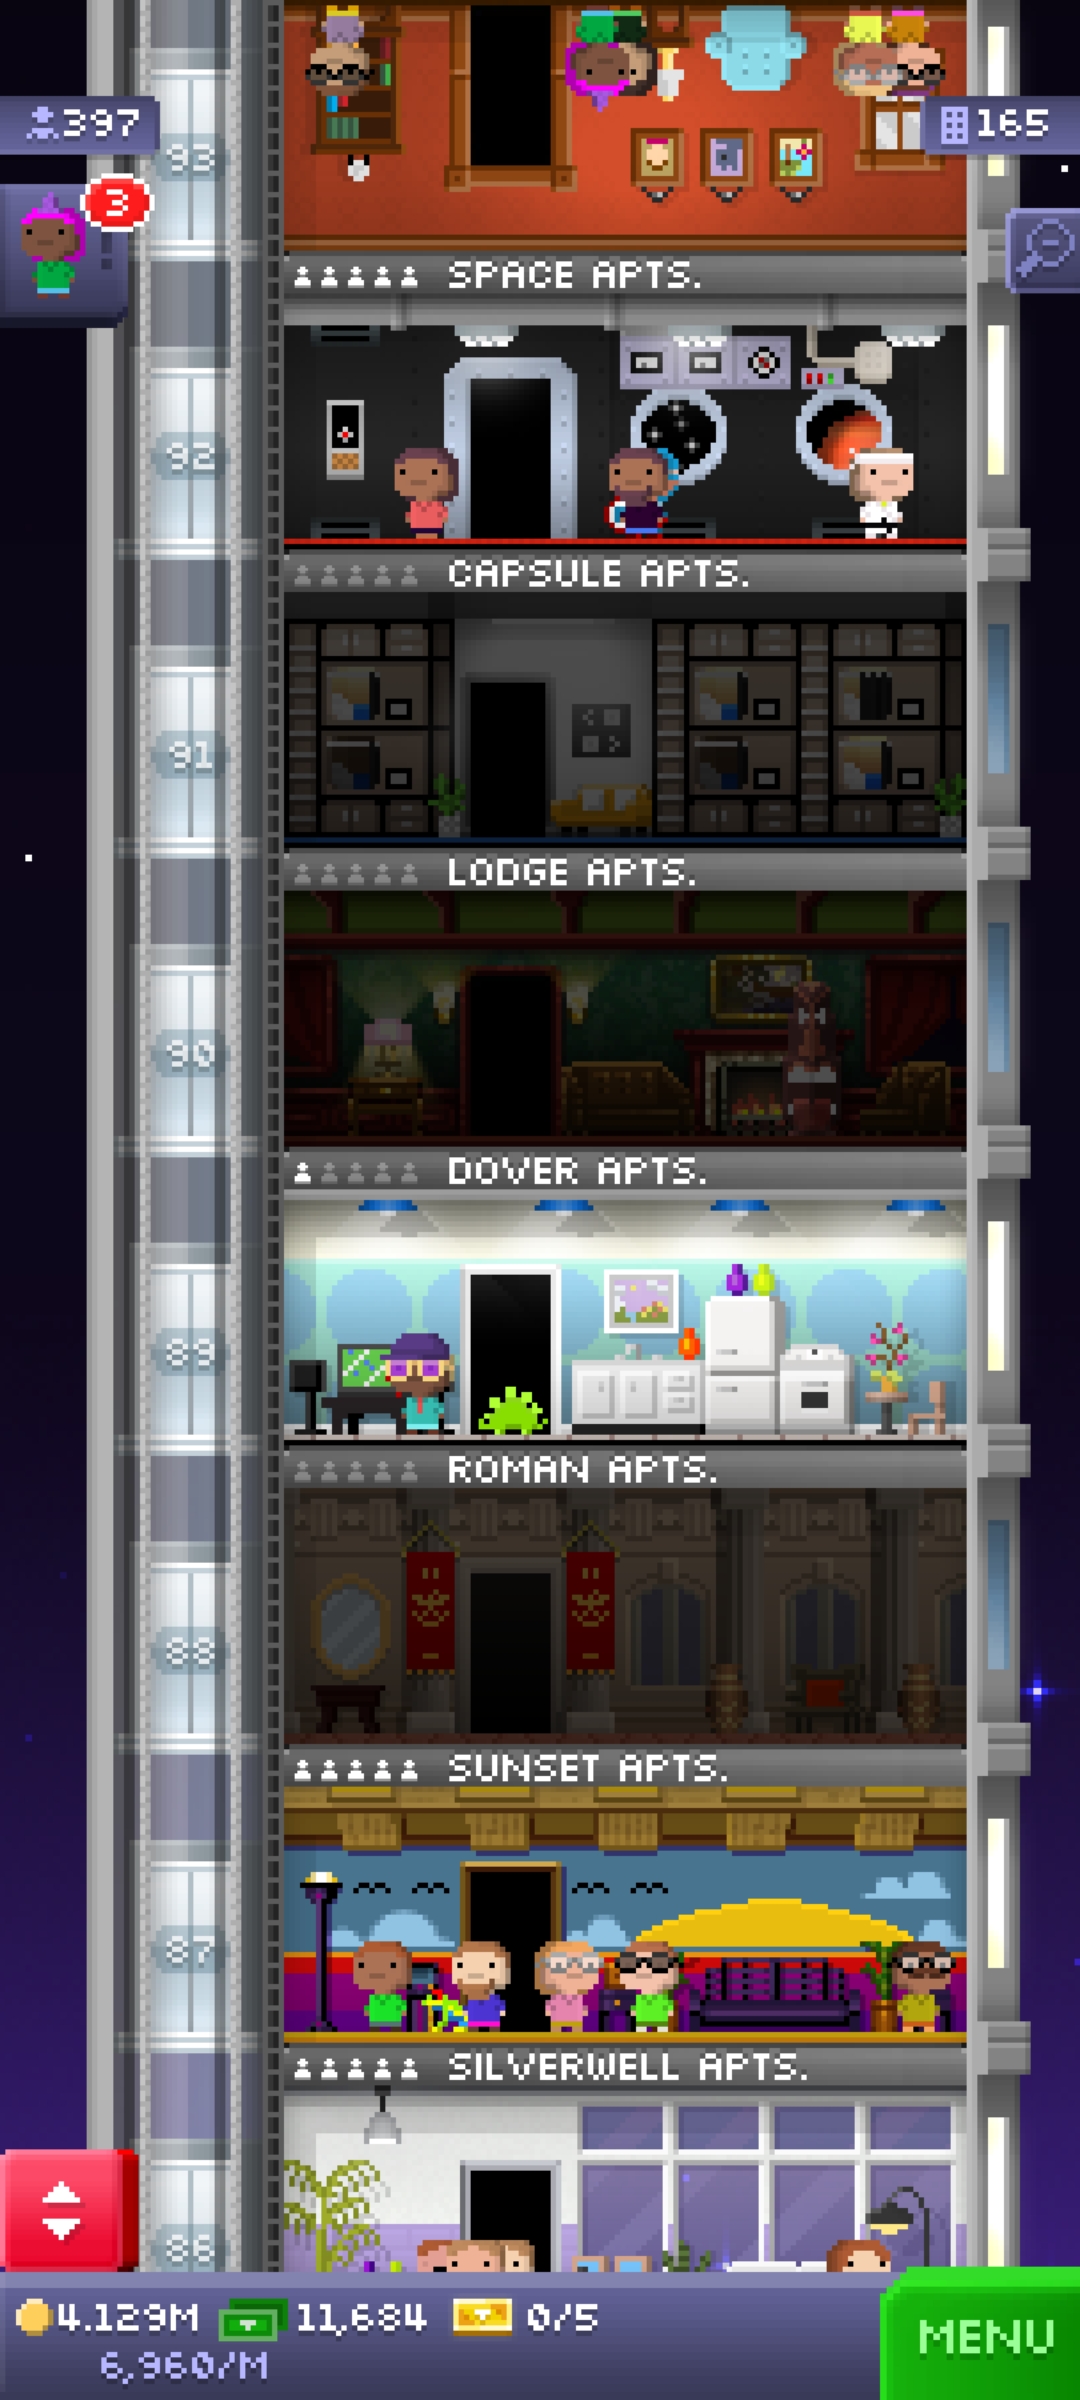 397
165
93
3
SPACE APTS.
92
CAPSULE APTS.
91
LODGE APTS.
90
DOVER APTS.
89
ROMAN APTS.
88
SUNSET APTS.
87
SILVERWELL APTS.
86
4.129M 11,684 0/5
6,960/M
MENU